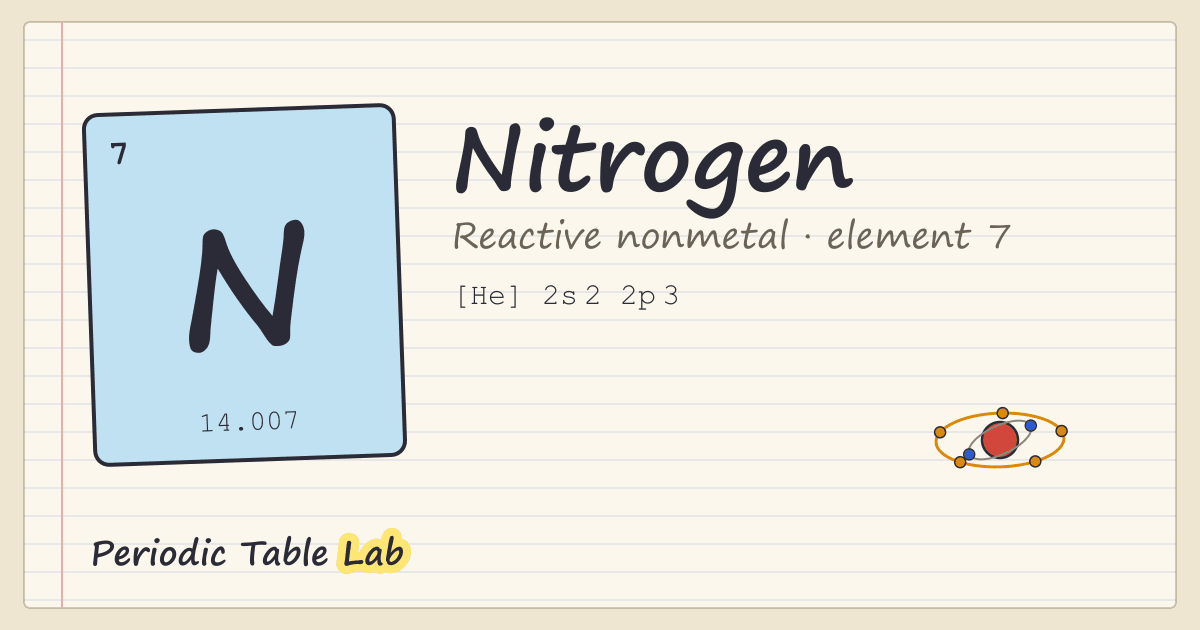 7
N
14.007
Nitrogen
Reactive nonmetal · element 7
[He] 2s2 2p3
Periodic Table Lab